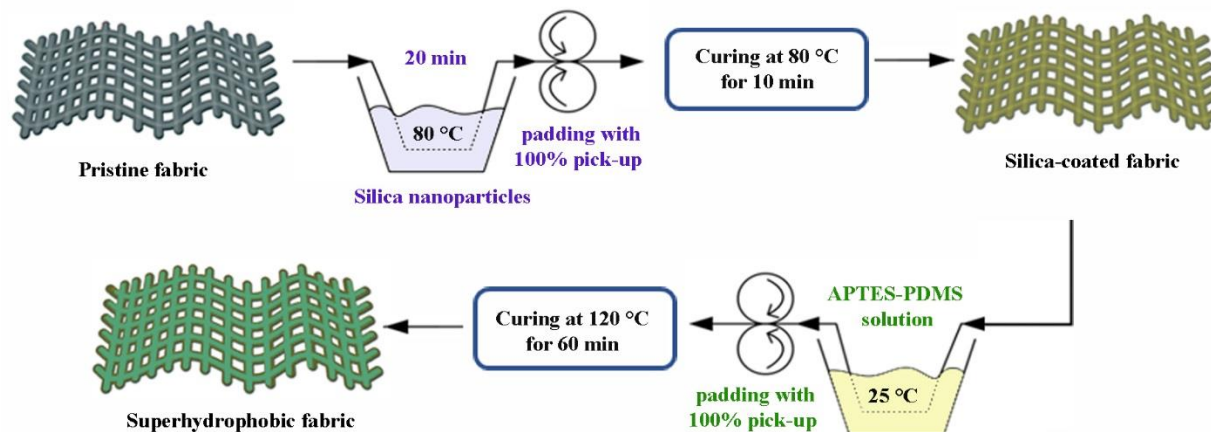 Pristine fabric
20 min
80 °C
Silica nanoparticles
padding with
100% pick-up
Curing at 80 °C
for 10 min
Silica-coated fabric
APTES-PDMS
solution
25 °C
padding with
100% pick-up
Curing at 120 °C
for 60 min
Superhydrophobic fabric